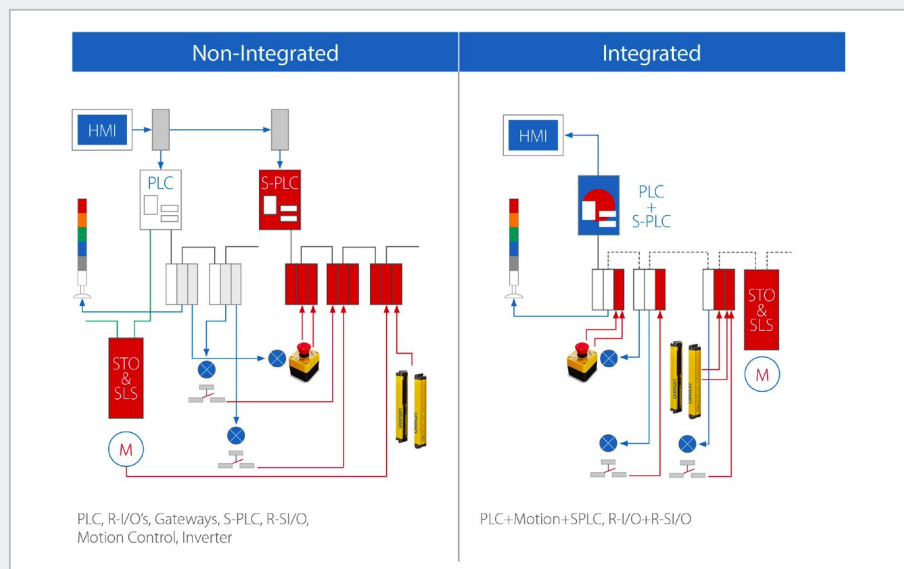 Non-Integrated
Integrated
HMI
PLC
S-PLC
STO
&
SLS
M
PLC, R-I/O's, Gateways, S-PLC, R-SI/O,
Motion Control, Inverter
HMI
PLC
+
S-PLC
STO
&
SLS
M
PLC+Motion+SPLC, R-I/O+R-SI/O